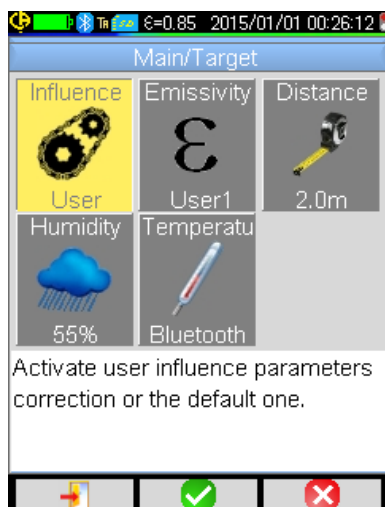 ε=0.85 2015/01/01 00:26:12
Main/Target
Influence Emissivity Distance
ε
User User1 2.0m
Humidity Temperatu
55% Bluetooth
Activate user influence parameters
correction or the default one.